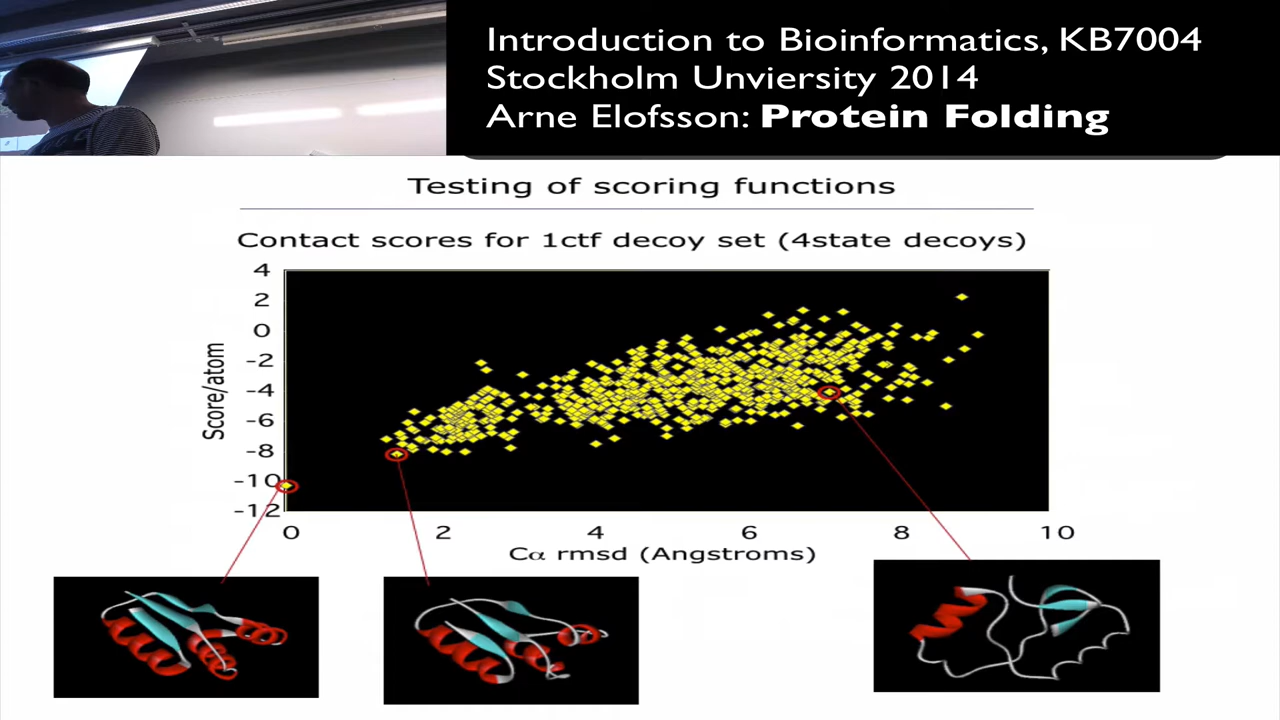 Introduction to Bioinformatics, KB7004
Stockholm Unviersity 2014
Arne Elofsson: Protein Folding
Testing of scoring functions
Contact scores for 1ctf decoy set (4state decoys)
4
2
0
-2
-4
-6
-8
-10
-12
Score/atom
0 2 4 6 8 10
Cα rmsd (Angstroms)